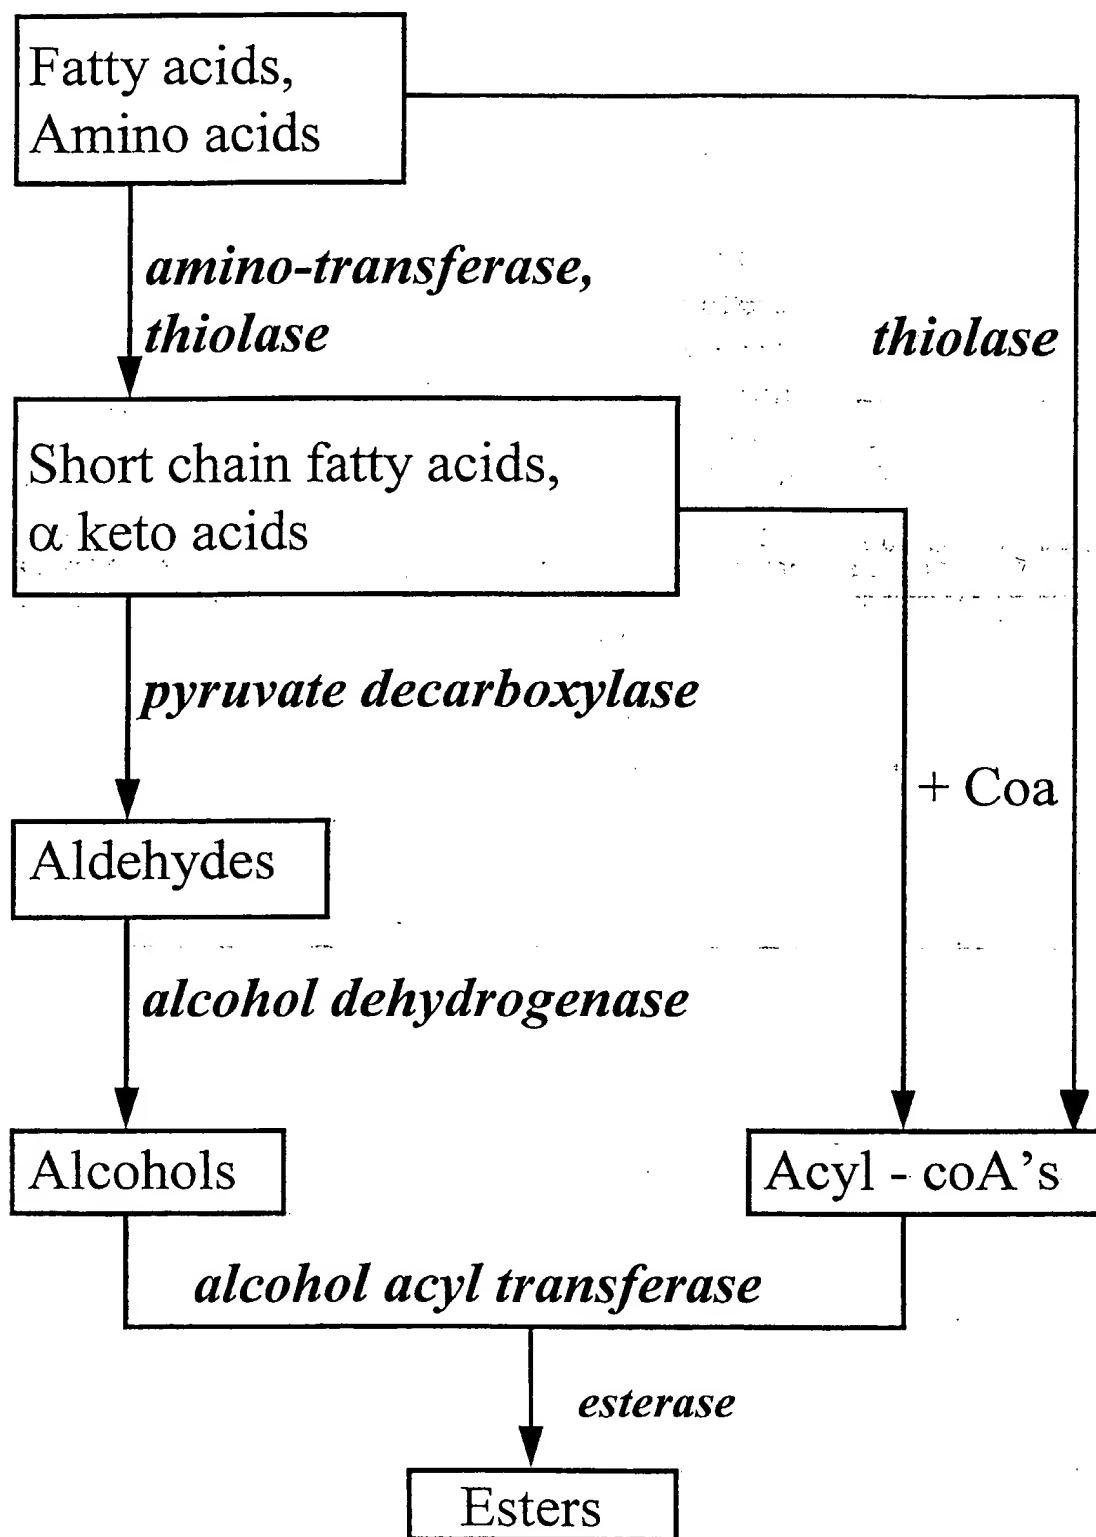 Fatty acids,
Amino acids
amino-transferase,
thiolase
thiolase
Short chain fatty acids,
α keto acids
pyruvate decarboxylase
+ Coa
Aldehydes
alcohol dehydrogenase
Alcohols
Acyl - coA's
alcohol acyl transferase
esterase
Esters